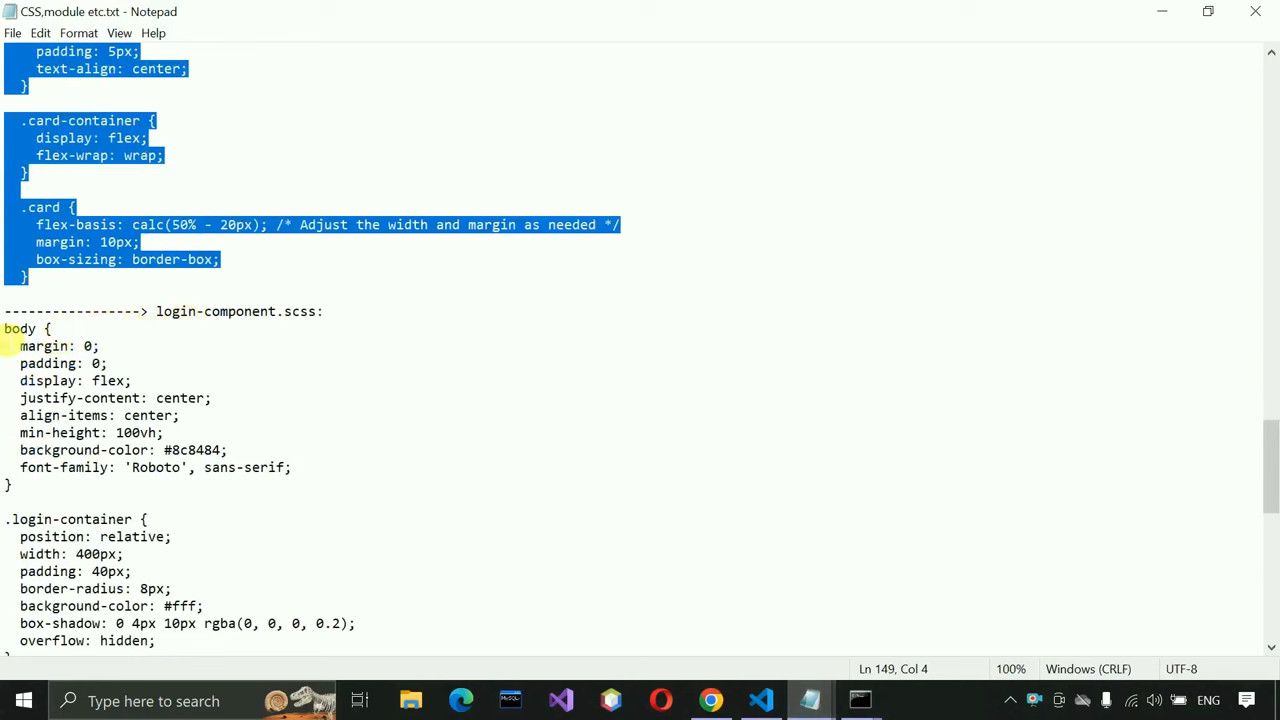 CSS,module etc.txt - Notepad
File Edit Format View Help
padding: 5px;
text-align: center;
}
.card-container {
display: flex;
flex-wrap: wrap;
}
.card {
flex-basis: calc(50% - 20px); /* Adjust the width and margin as needed */
margin: 10px;
box-sizing: border-box;
}
-----------------> login-component.scss:
body {
margin: 0;
padding: 0;
display: flex;
justify-content: center;
align-items: center;
min-height: 100vh;
background-color: #8c8484;
font-family: 'Roboto', sans-serif;
}
.login-container {
position: relative;
width: 400px;
padding: 40px;
border-radius: 8px;
background-color: #fff;
box-shadow: 0 4px 10px rgba(0, 0, 0, 0.2);
overflow: hidden;
Ln 149, Col 4 100% Windows (CRLF) UTF-8
Type here to search
MySQL
ENG